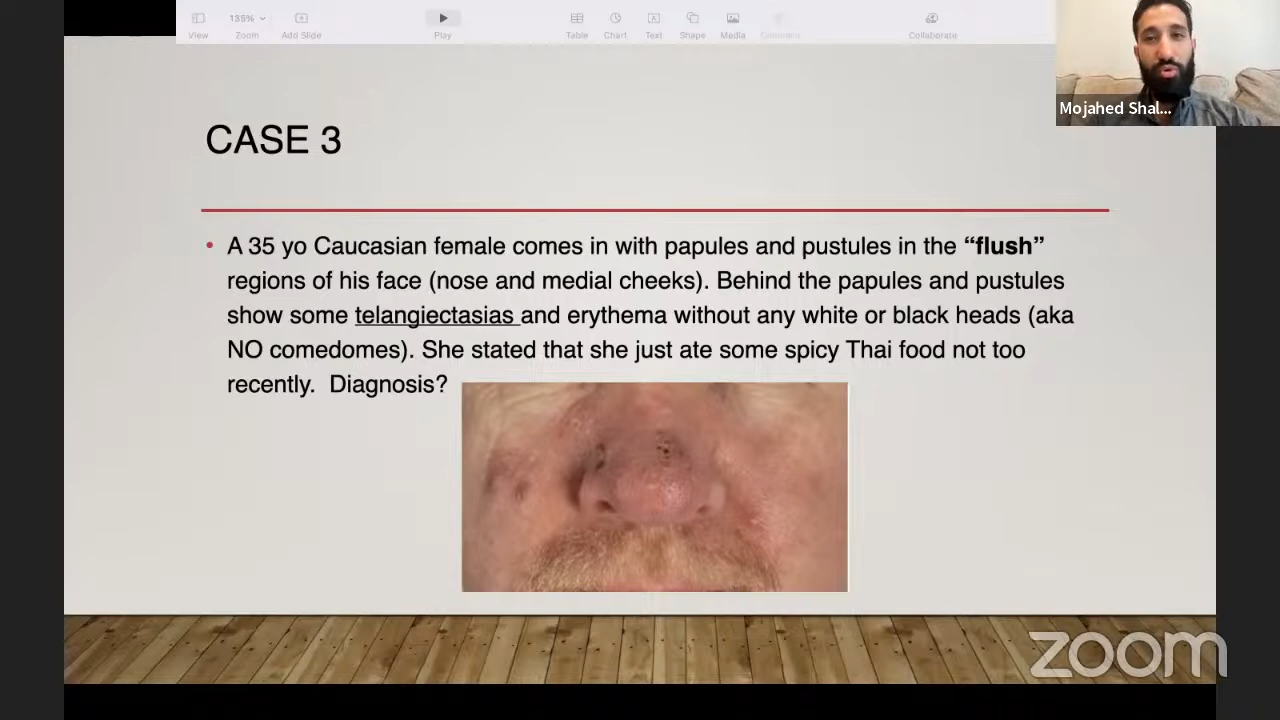 135%
View
Zoom
Add Slide
Play
Table
Chart
Text
Shape
Media
Comment
Collaborate
Mojahed Shal...
CASE 3
• A 35 yo Caucasian female comes in with papules and pustules in the “flush”
regions of his face (nose and medial cheeks). Behind the papules and pustules
show some telangiectasias and erythema without any white or black heads (aka
NO comedomes). She stated that she just ate some spicy Thai food not too
recently. Diagnosis?
zoom